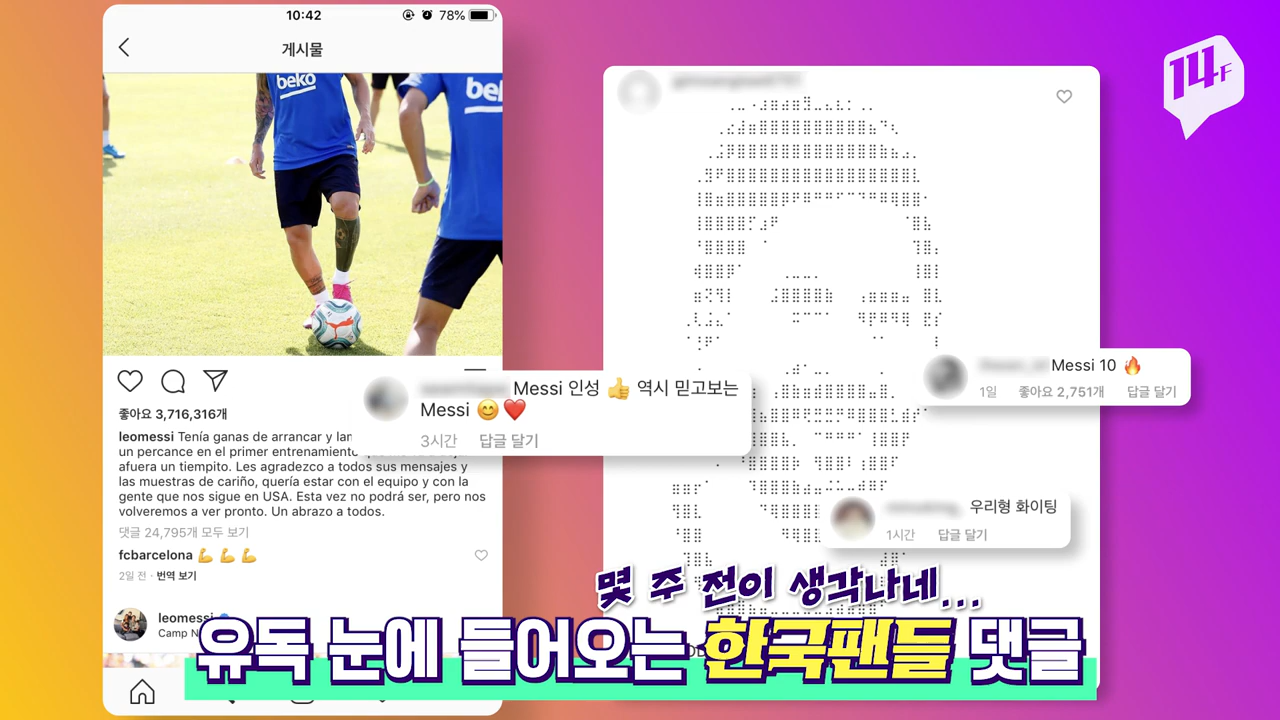 10:42
78%
게시물
beko
be
14F
좋아요 3,716,316개
leomessi Tenía ganas de arrancar y lam
un percance en el primer entrenamiento
afuera un tiempito. Les agradezco a todos sus mensajes y
las muestras de cariño, quería estar con el equipo y con la
gente que nos sigue en USA. Esta vez no podrá ser, pero nos
volveremos a ver pronto. Un abrazo a todos.
댓글 24,795개 모두 보기
fcbarcelona 💪 💪 💪
2일 전 · 번역 보기
leomessi
Camp N
Messi 인성 👍 역시 믿고보는
Messi 😊❤️
3시간 답글 달기
Messi 10 🔥
1일 좋아요 2,751개 답글 달기
우리형 화이팅
1시간 답글 달기
몇 주 전이 생각나네...
유독 눈에 들어오는 한국팬들 댓글